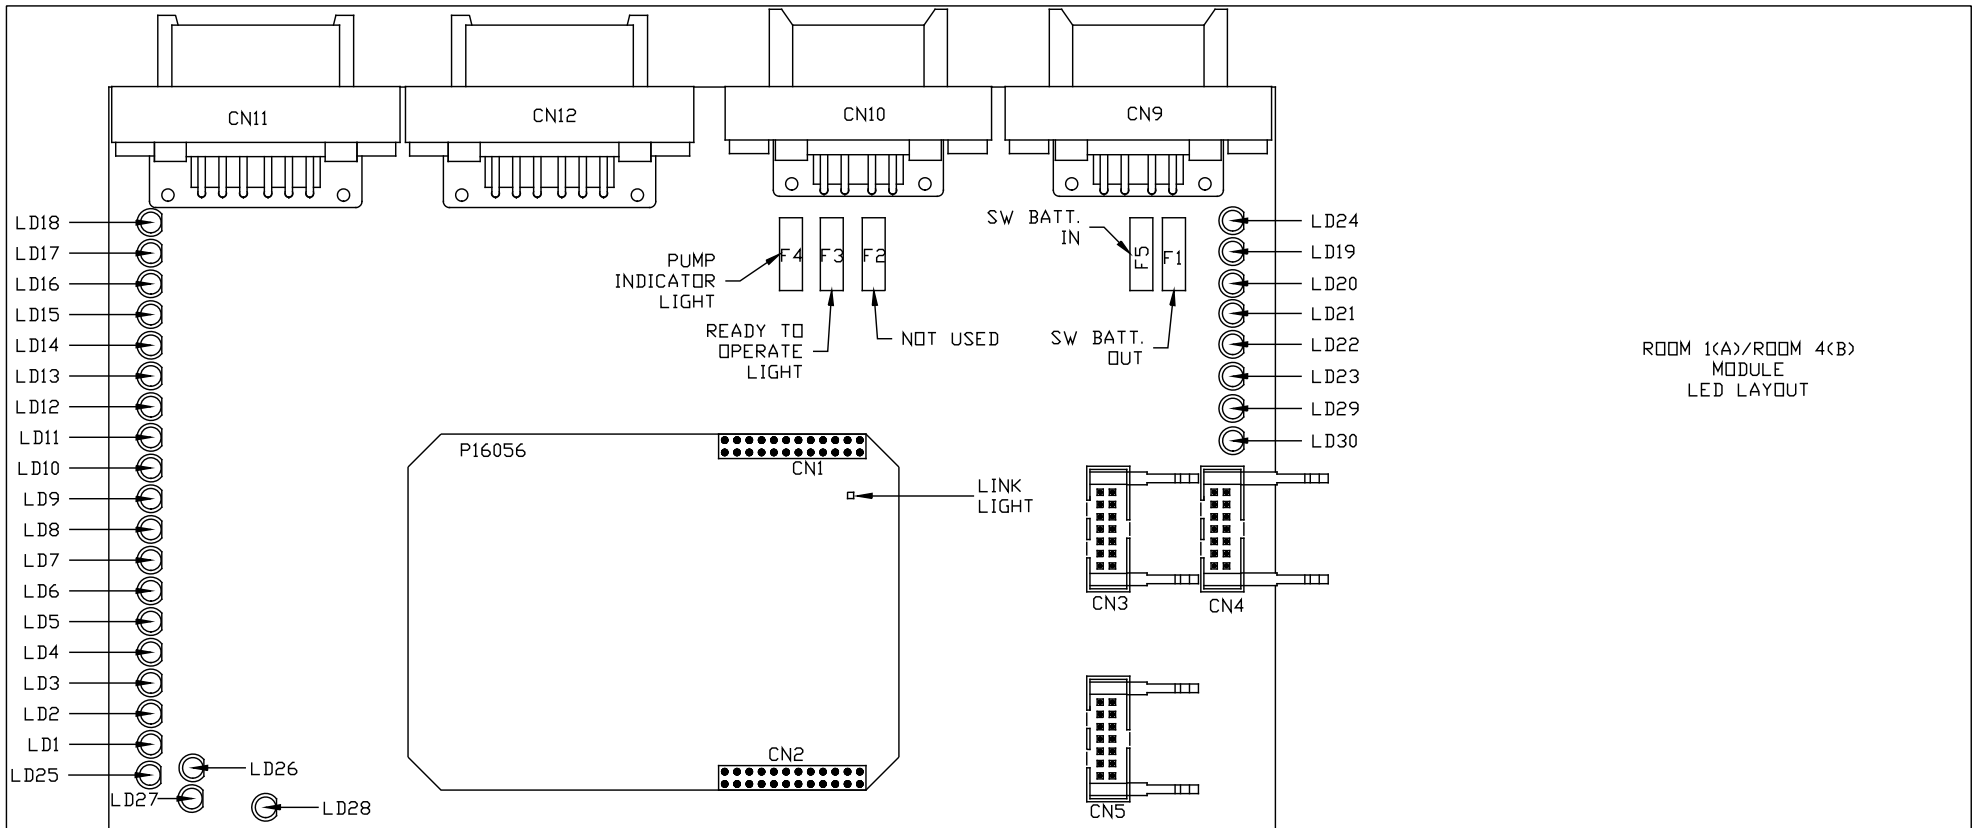 CN11
CN12
CN10
CN9
LD18
LD17
LD16
LD15
LD14
LD13
LD12
LD11
LD10
LD9
LD8
LD7
LD6
LD5
LD4
LD3
LD2
LD1
LD25
LD26
LD27
LD28
PUMP
INDICATOR
LIGHT
F4
F3
F2
READY TO
OPERATE
LIGHT
NOT USED
SW BATT.
IN
F5
F1
SW BATT.
OUT
LD24
LD19
LD20
LD21
LD22
LD23
LD29
LD30
P16056
CN1
LINK
LIGHT
CN2
CN3
CN4
CN5
ROOM 1(A)/ROOM 4(B)
MODULE
LED LAYOUT